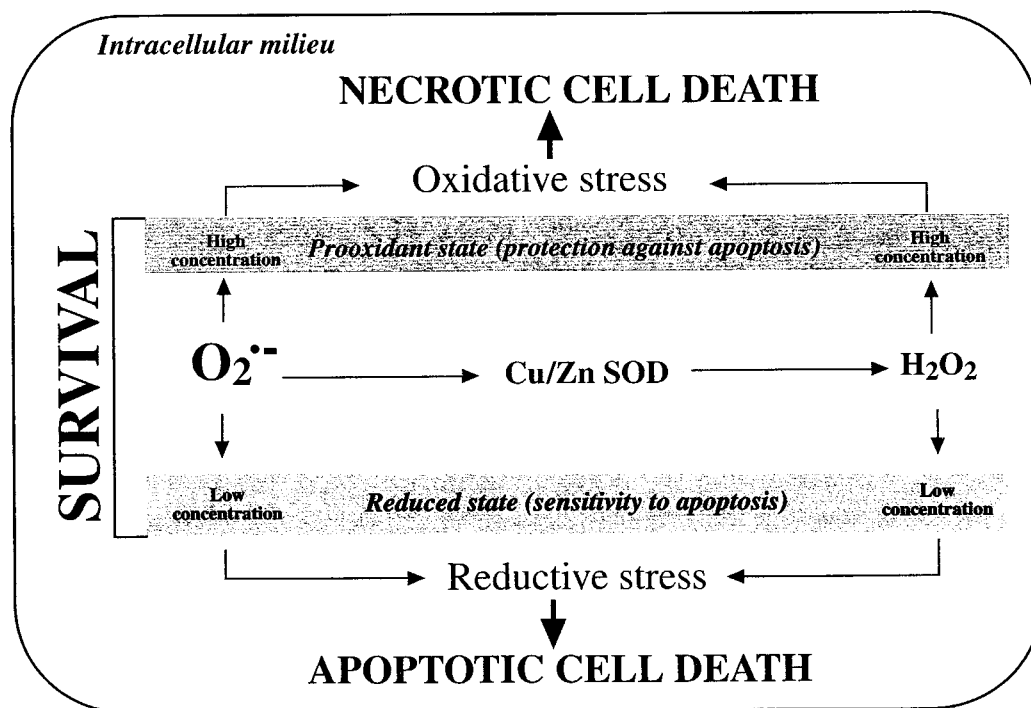 Intracellular milieu
NECROTIC CELL DEATH
Oxidative stress
High
concentration
Prooxidant state (protection against apoptosis)
High
concentration
SURVIVAL
O₂•-
Cu/Zn SOD
H₂O₂
Low
concentration
Reduced state (sensitivity to apoptosis)
Low
concentration
Reductive stress
APOPTOTIC CELL DEATH